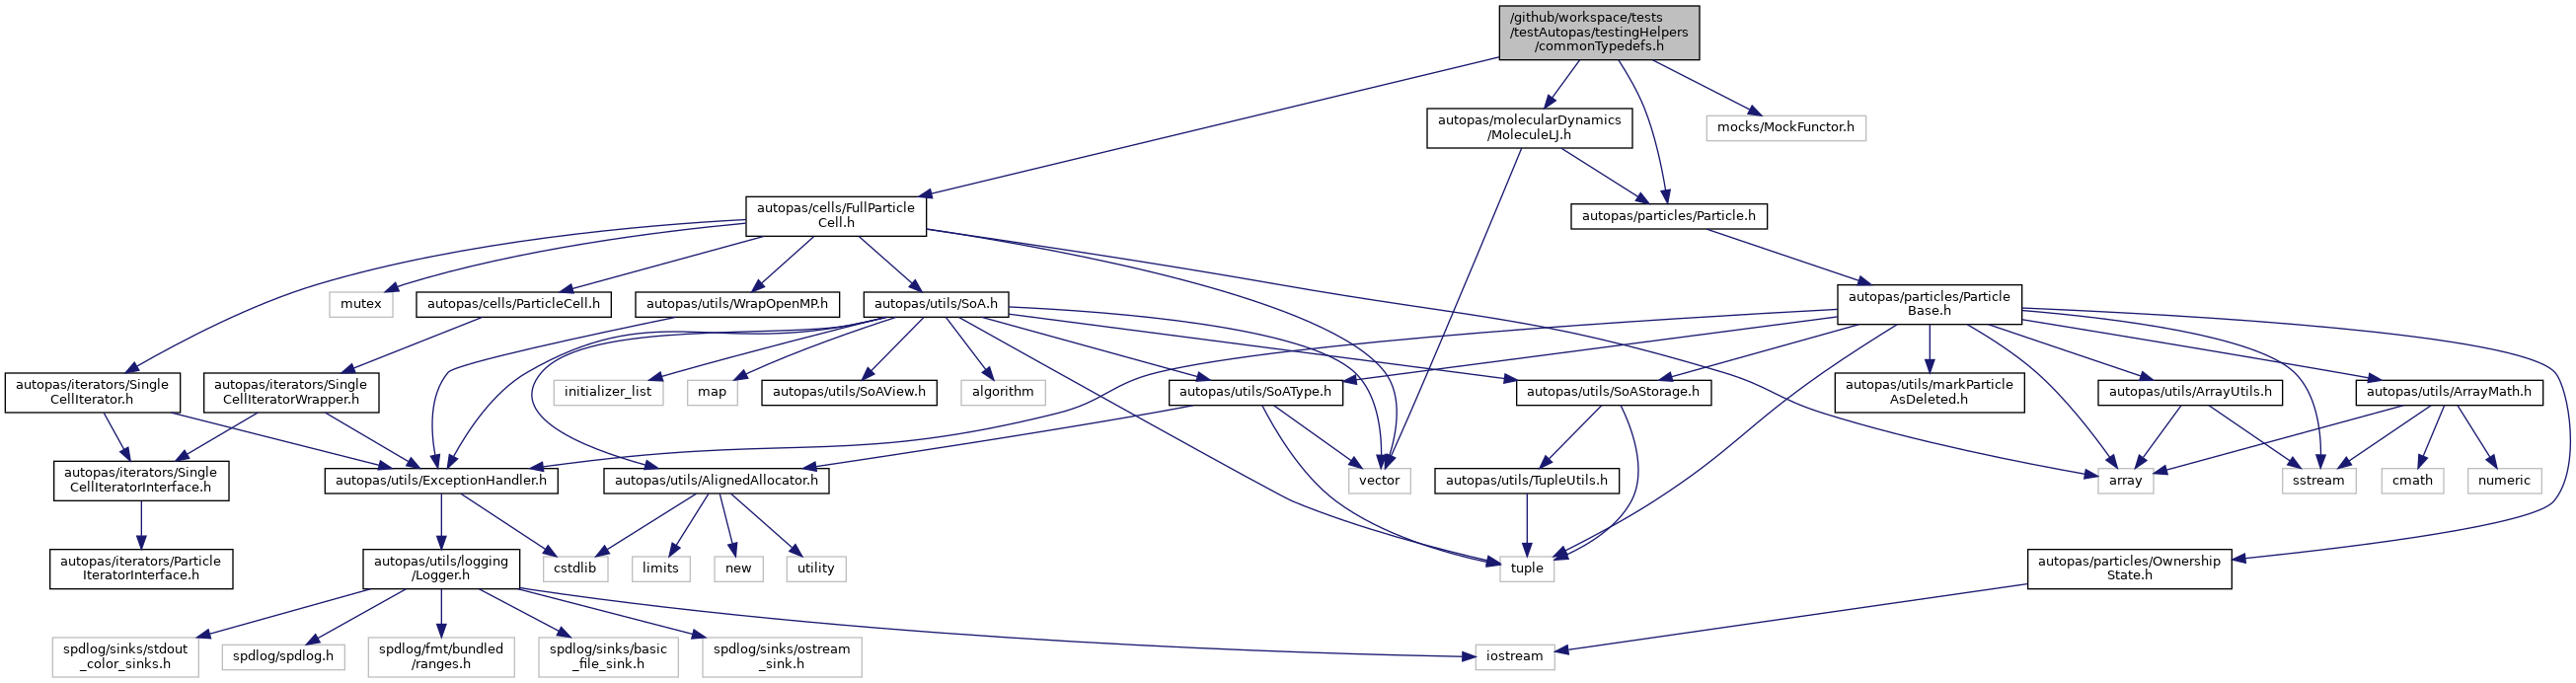 /github/workspace/tests
/testAutopas/testingHelpers
/commonTypedefs.h
autopas/molecularDynamics
/MoleculeLJ.h
mocks/MockFunctor.h
autopas/cells/FullParticle
Cell.h
autopas/particles/Particle.h
mutex
autopas/cells/ParticleCell.h
autopas/utils/WrapOpenMP.h
autopas/utils/SoA.h
autopas/particles/Particle
Base.h
autopas/iterators/Single
CellIterator.h
autopas/iterators/Single
CellIteratorWrapper.h
initializer_list
map
autopas/utils/SoAView.h
algorithm
autopas/utils/SoAType.h
autopas/utils/SoAStorage.h
autopas/utils/markParticle
AsDeleted.h
autopas/utils/ArrayUtils.h
autopas/utils/ArrayMath.h
autopas/iterators/Single
CellIteratorInterface.h
autopas/utils/ExceptionHandler.h
autopas/utils/AlignedAllocator.h
vector
autopas/utils/TupleUtils.h
array
sstream
cmath
numeric
autopas/iterators/Particle
IteratorInterface.h
autopas/utils/logging
/Logger.h
cstdlib
limits
new
utility
tuple
autopas/particles/Ownership
State.h
spdlog/sinks/stdout
_color_sinks.h
spdlog/spdlog.h
spdlog/fmt/bundled
/ranges.h
spdlog/sinks/basic
_file_sink.h
spdlog/sinks/ostream
_sink.h
iostream